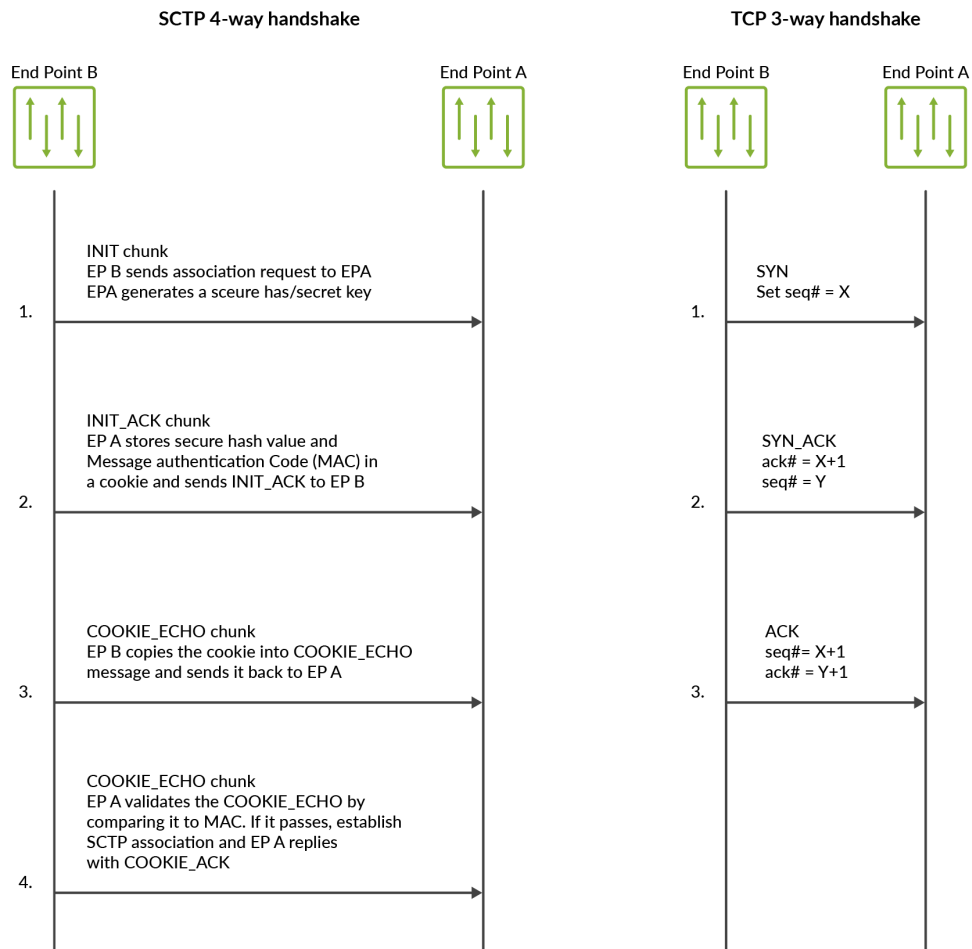 SCTP 4-way handshake
End Point B
End Point A
INIT chunk
EP B sends association request to EPA
EPA generates a sceure has/secret key
1.
INIT_ACK chunk
EP A stores secure hash value and
Message authentication Code (MAC) in
a cookie and sends INIT_ACK to EP B
2.
COOKIE_ECHO chunk
EP B copies the cookie into COOKIE_ECHO
message and sends it back to EP A
3.
COOKIE_ECHO chunk
EP A validates the COOKIE_ECHO by
comparing it to MAC. If it passes, establish
SCTP association and EP A replies
with COOKIE_ACK
4.
TCP 3-way handshake
End Point B
End Point A
SYN
Set seq# = X
1.
SYN_ACK
ack# = X+1
seq# = Y
2.
ACK
seq#= X+1
ack# = Y+1
3.